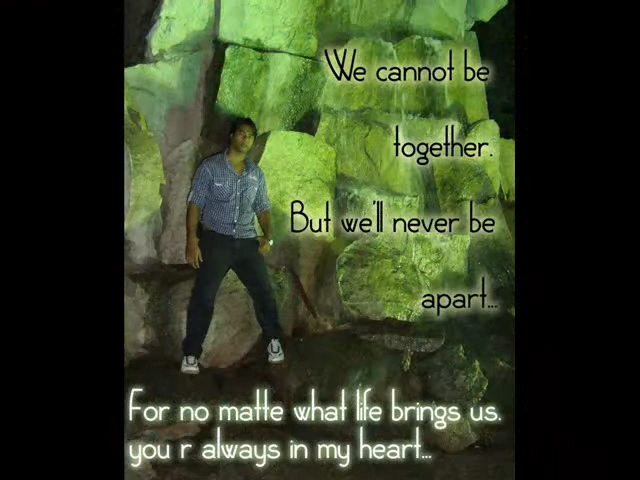 We cannot be
together.
But we'll never be
apart...
For no matte what life brings us.
you r always in my heart...